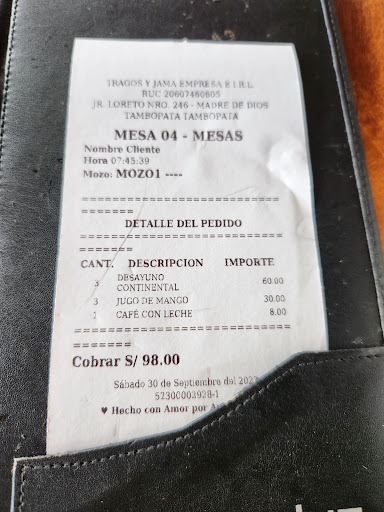 TRAGOS Y JAMA EMPRESA E.I.R.L.
RUC 20607460605
JR. LORETO NRO. 246 - MADRE DE DIOS
TAMBOPATA TAMBOPATA
MESA 04 - MESAS
Nombre Cliente
Hora 07:45:39
Mozo: MOZO1 ----
DETALLE DEL PEDIDO
CANT. DESCRIPCION IMPORTE
3 DESAYUNO CONTINENTAL 60.00
3 JUGO DE MANGO 30.00
1 CAFÉ CON LECHE 8.00
Cobrar S/ 98.00
Sábado 30 de Septiembre del
52300003928-1
♥ Hecho con Amor por